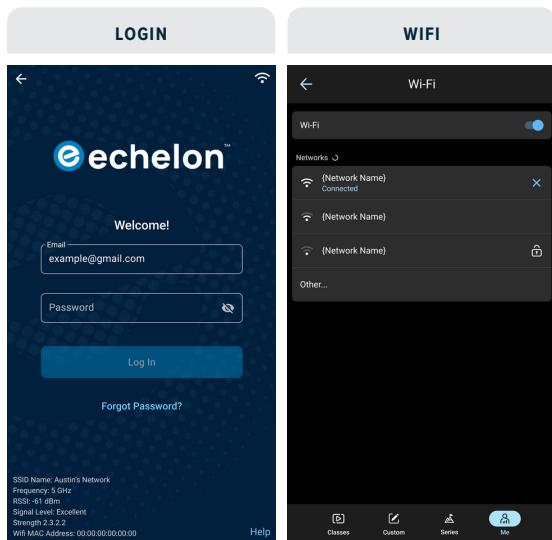 LOGIN
echelon™
Welcome!
Email
example@gmail.com
Password
Log In
Forgot Password?
SSID Name: Austin's Network
Frequency: 5 GHz
RSSI: -61 dBm
Signal Level: Excellent
Strength 2.3.2.2
Wifi MAC Address: 00:00:00:00:00:00
Help
WIFI
Wi-Fi
Wi-Fi
Networks
{Network Name}
Connected
{Network Name}
{Network Name}
Other...
Classes
Custom
Series
Me